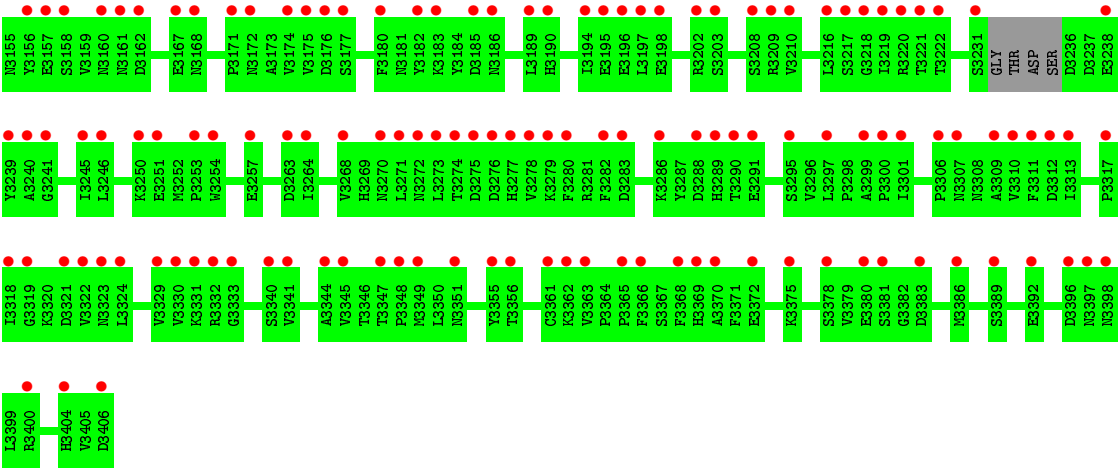 N3155 Y3156 E3157 S3158 V3159 N3160 N3161 D3162 E3167 N3168 P3171 N3172 A3173 V3174 V3175 D3176 S3177 F3180 N3181 Y3182 K3183 Y3184 D3185 N3186 L3189 H3190 I3194 E3195 E3196 L3197 E3198 R3202 S3203 S3208 R3209 V3210 L3216 S3217 G3218 I3219 R3220 T3221 T3222 S3231 GLY THR ASP SER D3236 D3237 E3238
Y3239 A3240 G3241 I3245 L3246 K3250 E3251 M3252 P3253 W3254 E3257 D3263 I3264 V3268 H3269 N3270 L3271 N3272 L3273 T3274 D3275 D3276 H3277 V3278 K3279 F3280 R3281 F3282 D3283 K3286 Y3287 D3288 H3289 T3290 E3291 S3295 V3296 L3297 P3298 A3299 P3300 I3301 P3306 N3307 N3308 A3309 V3310 F3311 D3312 I3313 P3317
I3318 G3319 K3320 D3321 V3322 N3323 L3324 V3329 V3330 K3331 R3332 G3333 S3340 V3341 A3344 V3345 T3346 T3347 P3348 M3349 L3350 N3351 Y3355 T3356 C3361 K3362 V3363 P3364 P3365 F3366 S3367 F3368 H3369 A3370 F3371 E3372 K3375 S3378 V3379 E3380 S3381 G3382 D3383 M3386 S3389 E3392 D3396 N3397 N3398
L3399 R3400 H3404 V3405 D3406